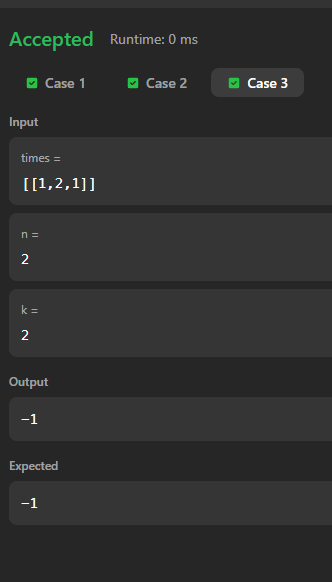 Accepted Runtime: 0 ms
Case 1 Case 2 Case 3
Input
times =
[[1,2,1]]
n =
2
k =
2
Output
-1
Expected
-1